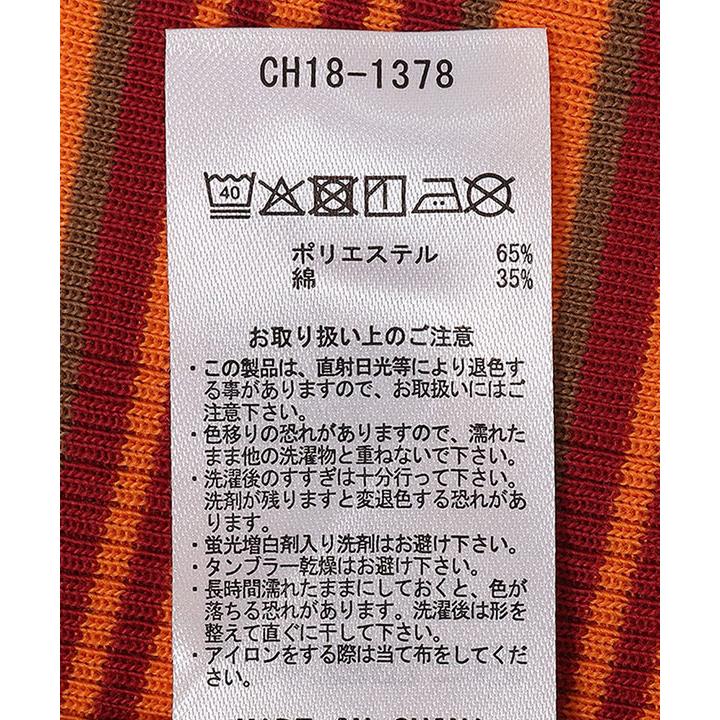 CH18-1378
40
ポリエステル 65%
綿 35%
お取り扱い上のご注意
・この製品は、直射日光等により退色す
る事がありますので、お取扱いにはご
注意下さい。
・色移りの恐れがありますので、濡れた
まま他の洗濯物と重ねないで下さい。
・洗濯後のすすぎは十分行って下さい。
洗剤が残りますと変退色する恐れがあ
ります。
・蛍光増白剤入り洗剤はお避け下さい。
・タンブラー乾燥はお避け下さい。
・長時間濡れたままにしておくと、色が
落ちる恐れがあります。洗濯後は形を
整えて直ぐに干して下さい。
・アイロンをする際は当て布をしてくだ
さい。